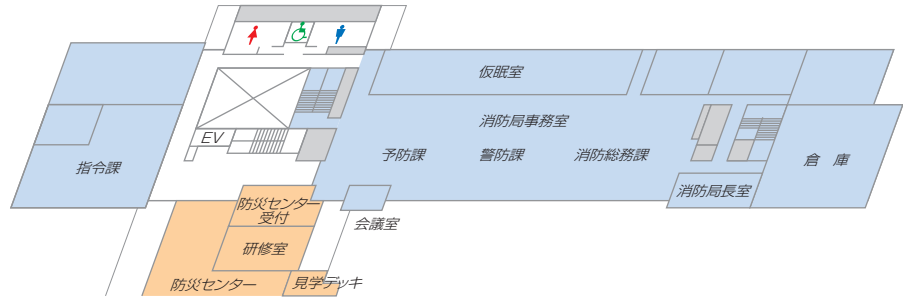 仮眠室
消防局事務室
EV
予防課
警防課
消防総務課
指令課
倉 庫
消防局長室
防災センター
受付
会議室
研修室
防災センター
見学デッキ